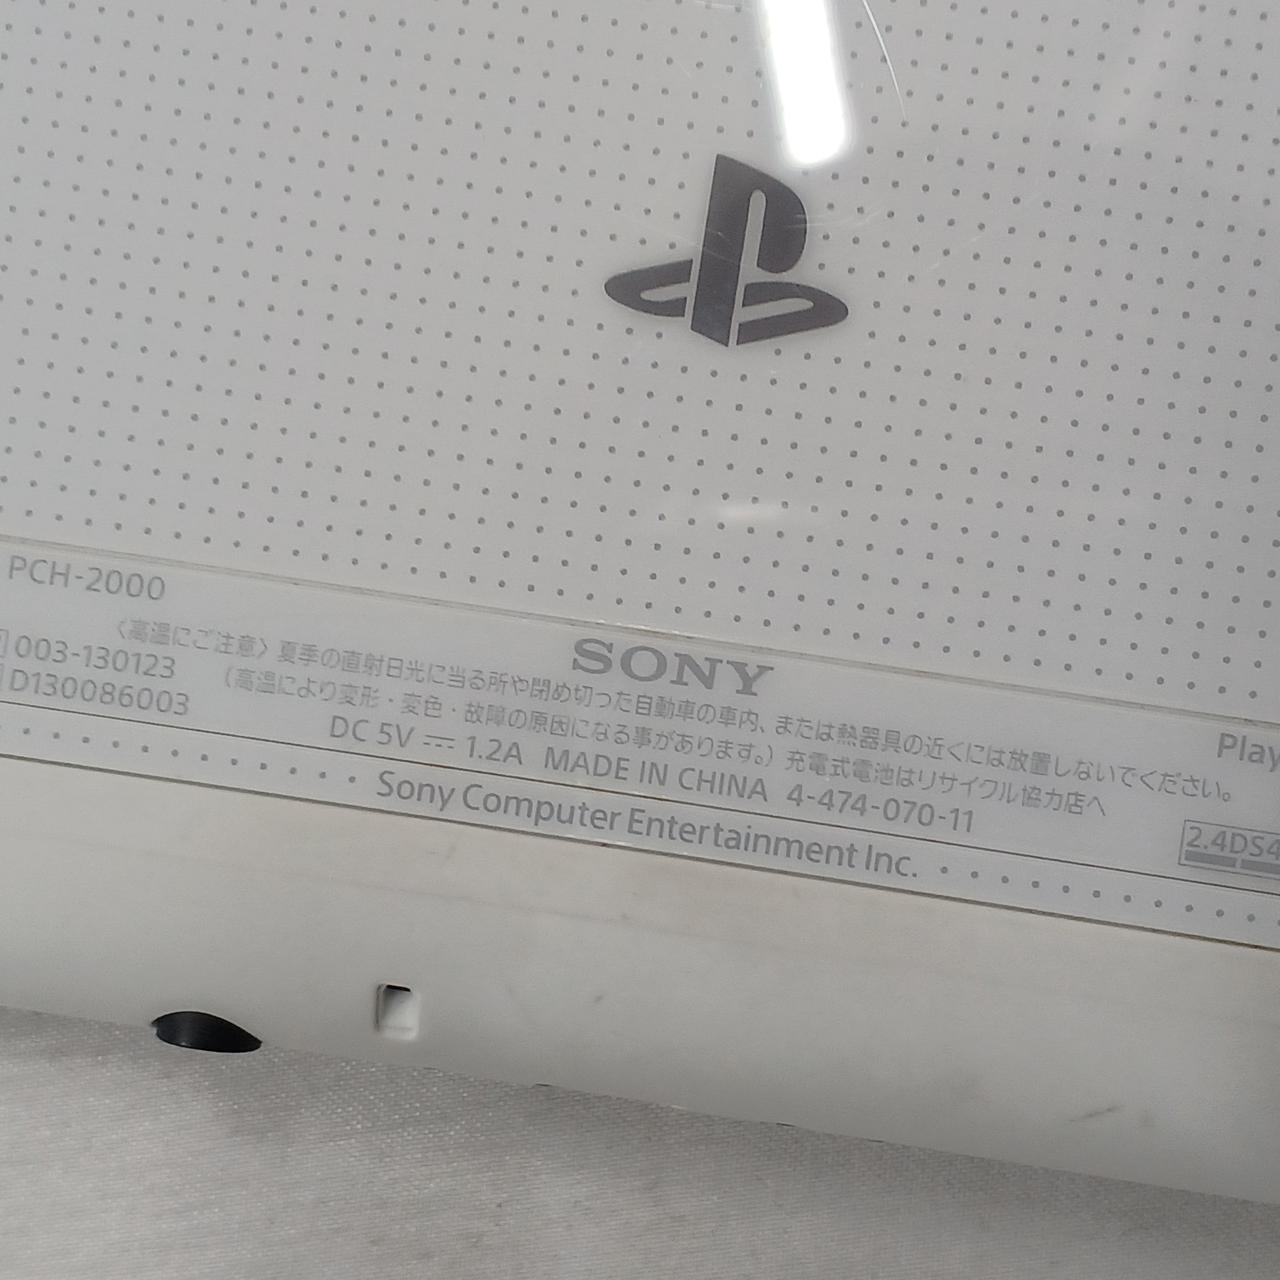 PCH-2000
SONY
〈高温にご注意〉夏季の直射日光に当る所や閉め切った自動車の車内、または熱器具の近くには放置しないでください。
003-130123
(高温により変形・変色・故障の原因になる事があります。) 充電式電池はリサイクル協力店へ
D130086003
DC 5V ⎓ 1.2A MADE IN CHINA 4-474-070-11
Play
2.4DS4
Sony Computer Entertainment Inc.